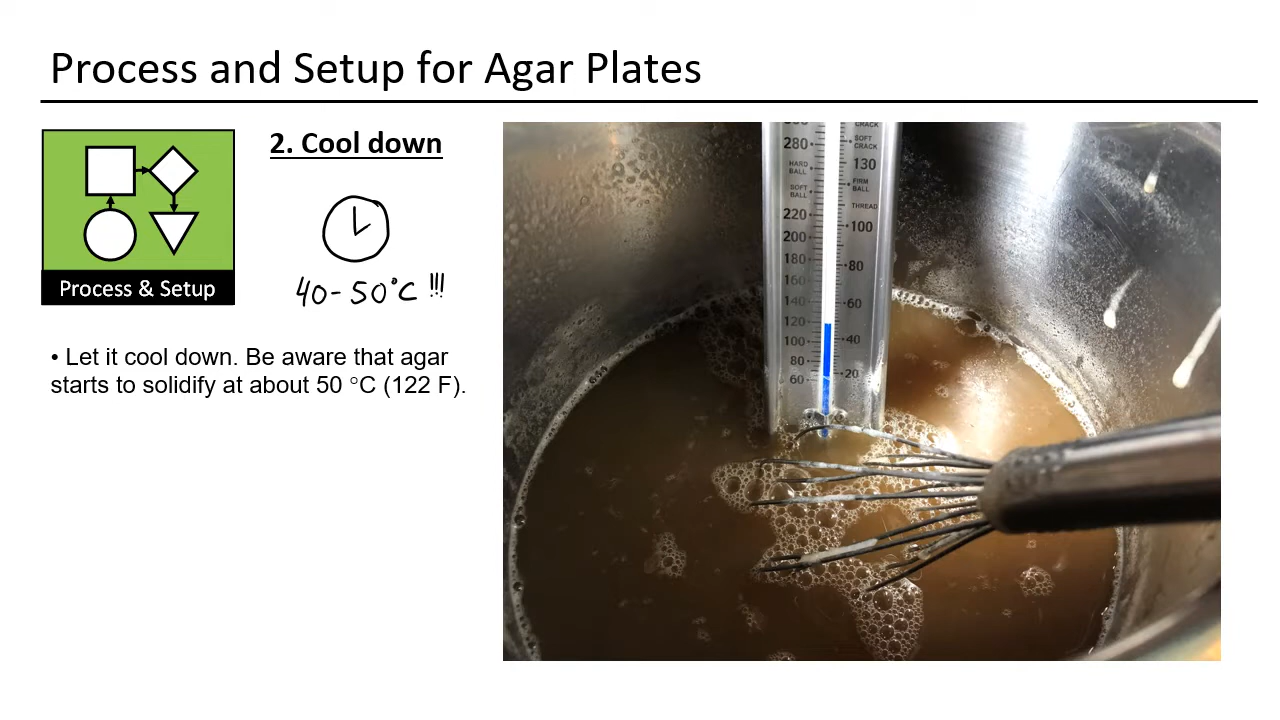 Process and Setup for Agar Plates
Process & Setup
2. Cool down
40-50°C !!!
• Let it cool down. Be aware that agar
starts to solidify at about 50 °C (122 F).
CRACK
280
SOFT
CRACK
HARD
BALL
130
SOFT
BALL
FIRM
BALL
THREAD
220
100
200
180
80
160
140
60
120
100
40
80
60
20